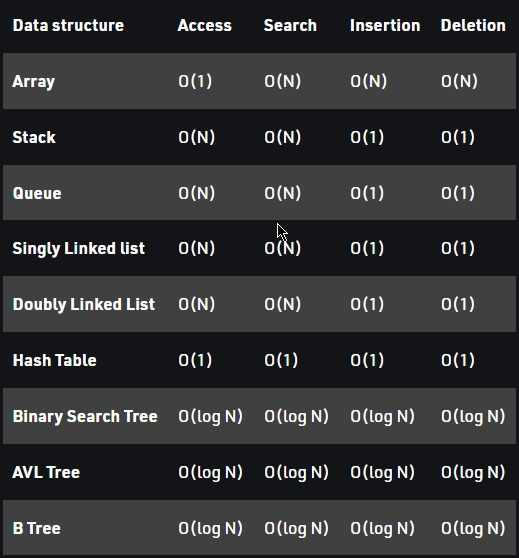 Data structure Access Search Insertion Deletion
Array O(1) O(N) O(N) O(N)
Stack O(N) O(N) O(1) O(1)
Queue O(N) O(N) O(1) O(1)
Singly Linked list O(N) O(N) O(1) O(1)
Doubly Linked List O(N) O(N) O(1) O(1)
Hash Table O(1) O(1) O(1) O(1)
Binary Search Tree O(log N) O(log N) O(log N) O(log N)
AVL Tree O(log N) O(log N) O(log N) O(log N)
B Tree O(log N) O(log N) O(log N) O(log N)